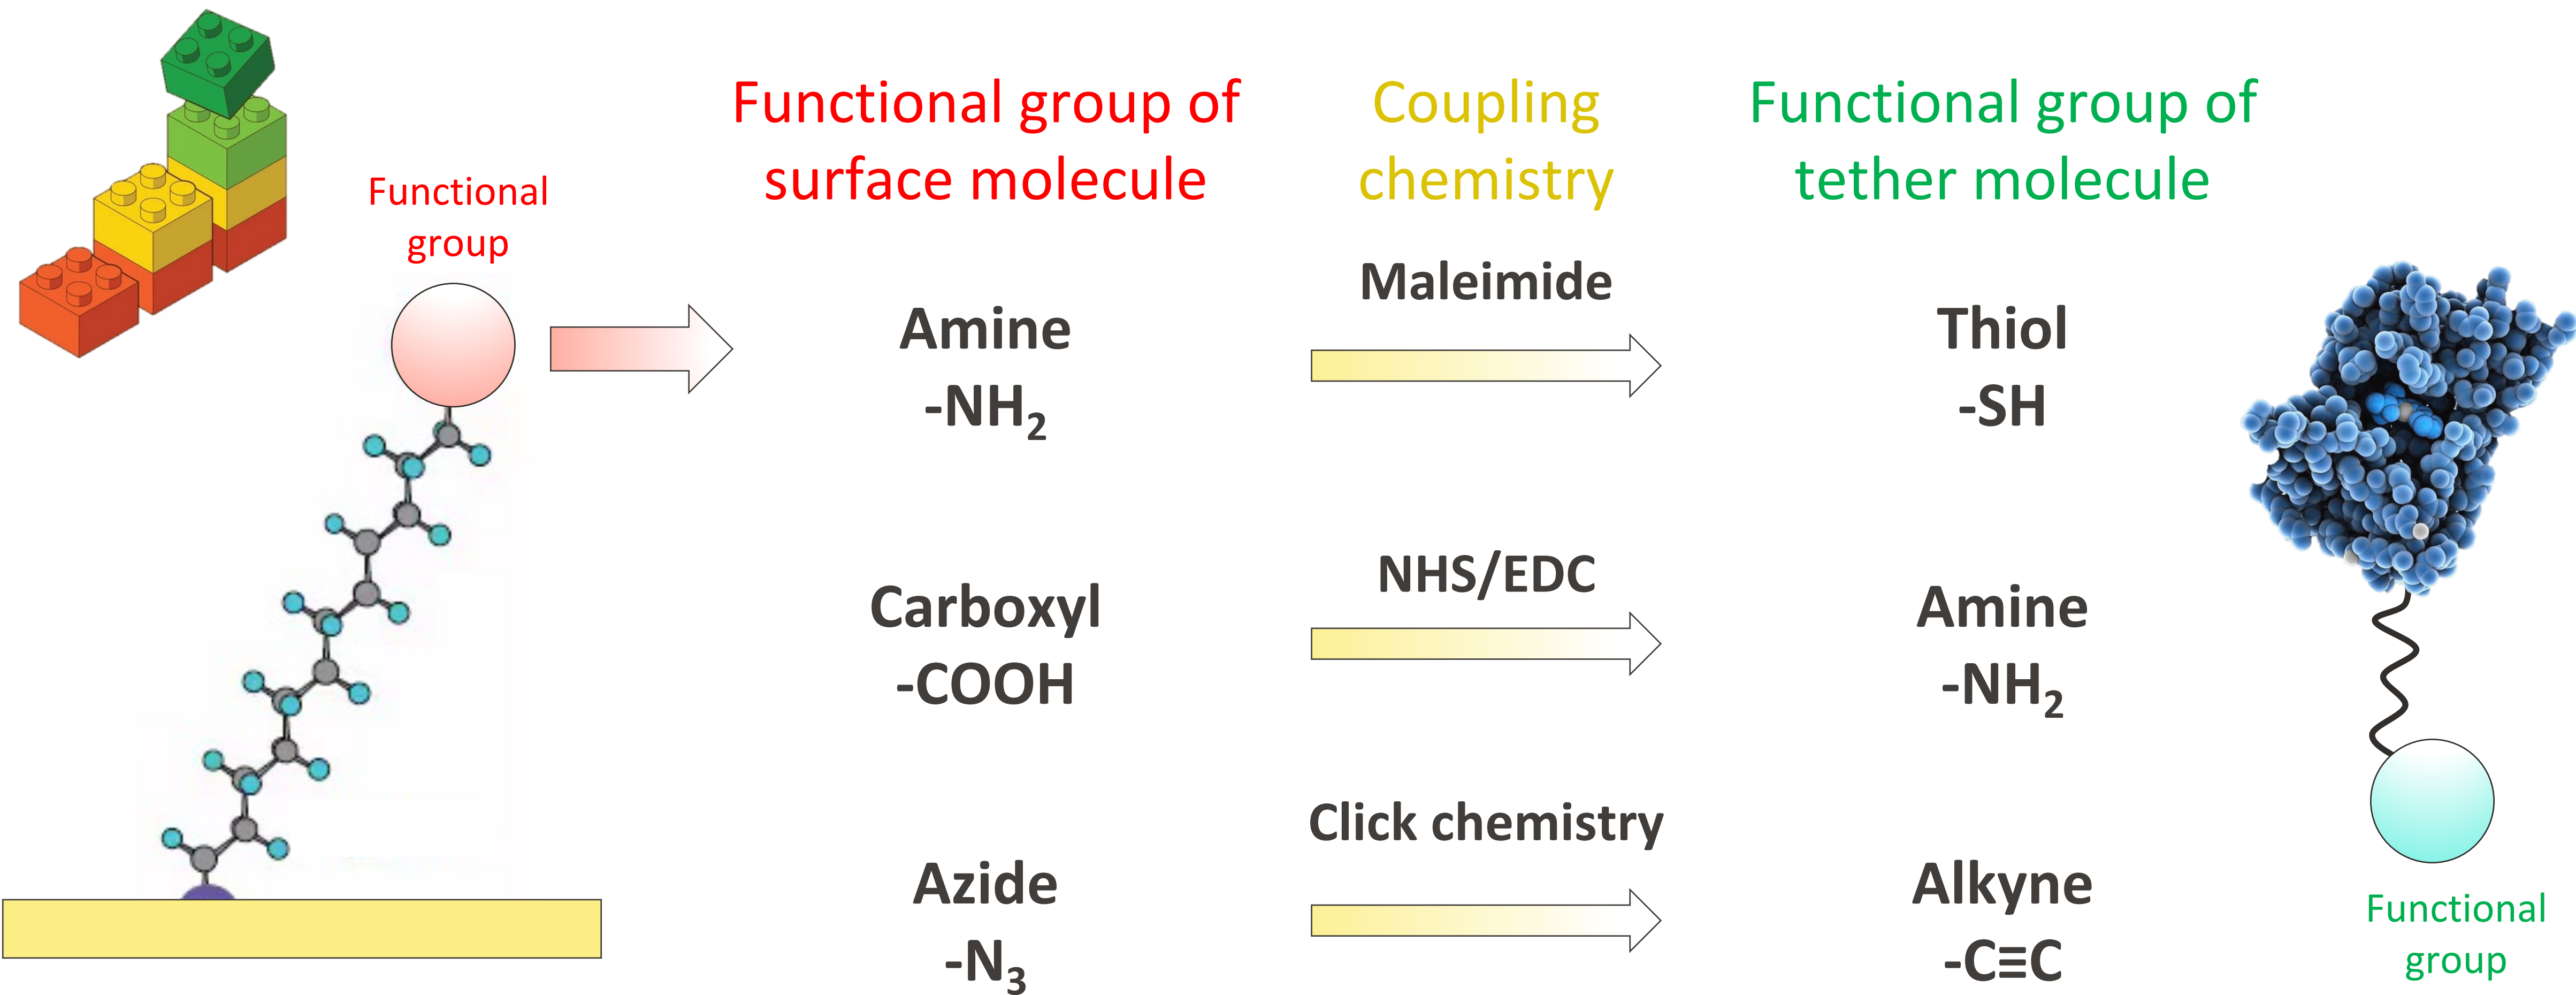 Functional group of
surface molecule
Coupling
chemistry
Functional group of
tether molecule
Functional
group
Maleimide
Amine
-NH₂
Thiol
-SH
NHS/EDC
Carboxyl
-COOH
Amine
-NH₂
Click chemistry
Azide
-N₃
Alkyne
-C≡C
Functional
group